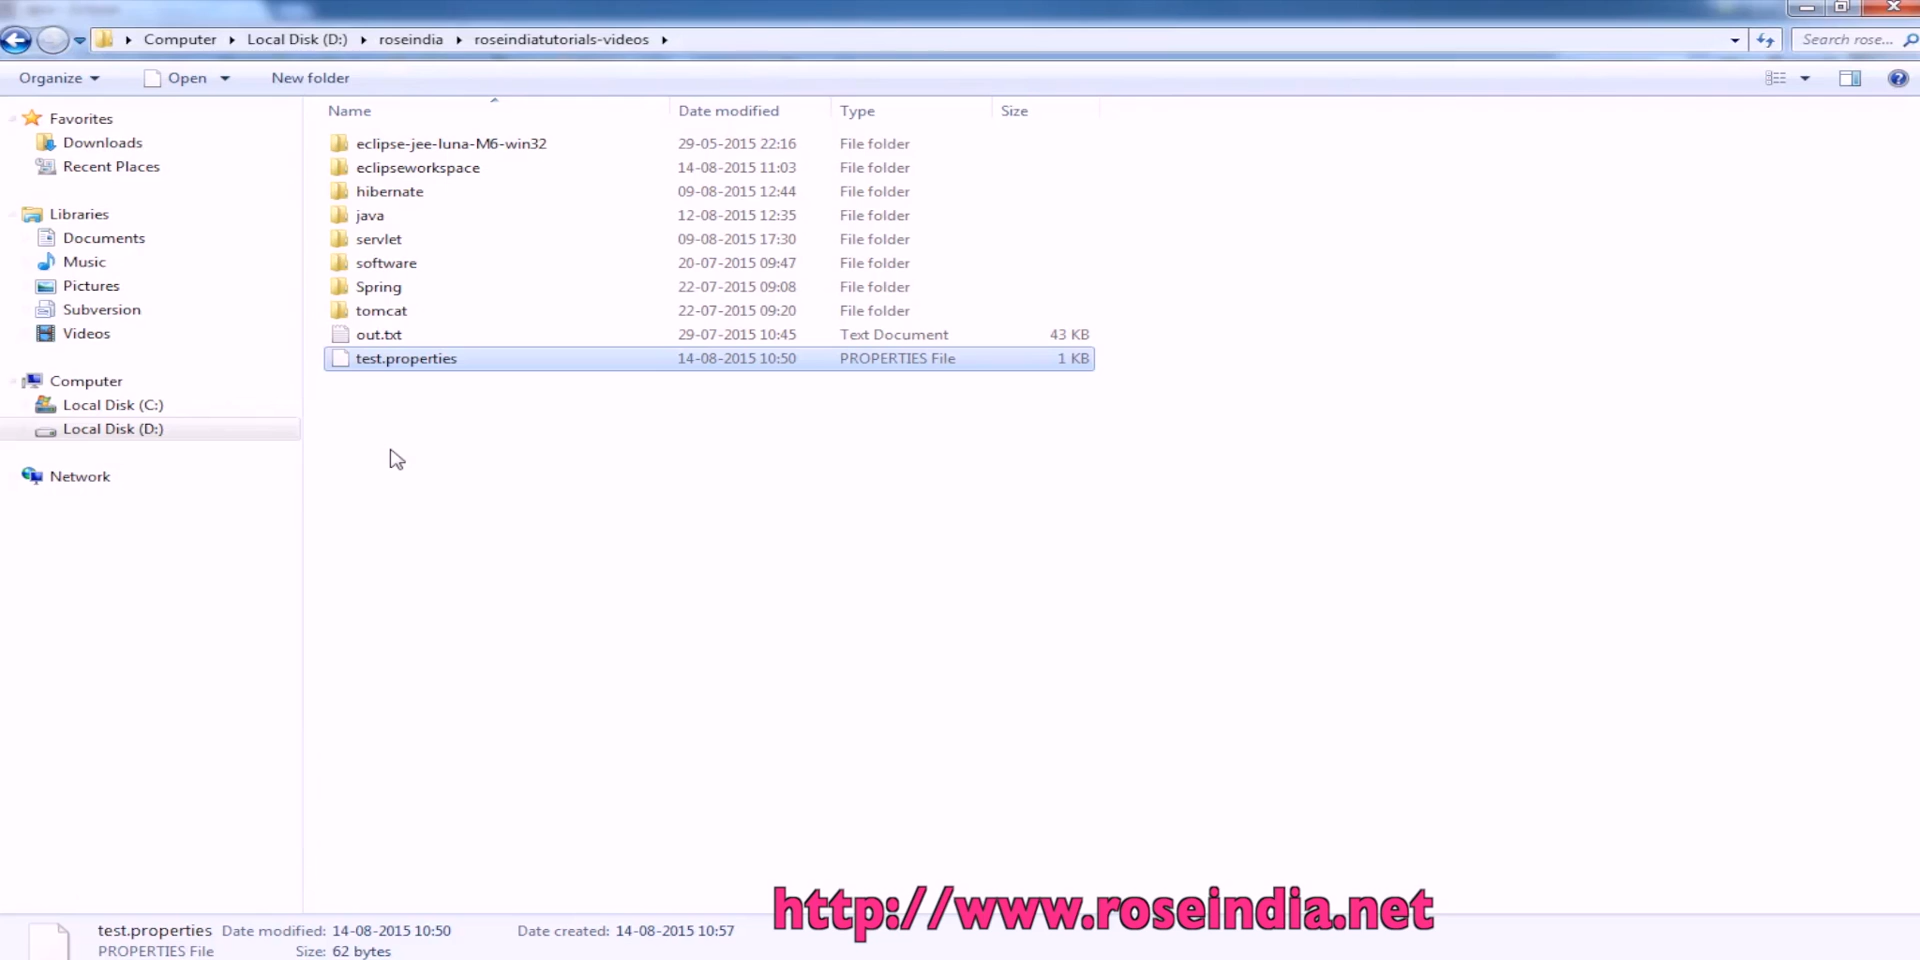 Computer Local Disk (D:) roseindia roseindiatutorials-videos Search rose...
Organize Open New folder
Name Date modified Type Size
Favorites
Downloads
Recent Places
Libraries
Documents
Music
Pictures
Subversion
Videos
Computer
Local Disk (C:)
Local Disk (D:)
Network
eclipse-jee-luna-M6-win32 29-05-2015 22:16 File folder
eclipseworkspace 14-08-2015 11:03 File folder
hibernate 09-08-2015 12:44 File folder
java 12-08-2015 12:35 File folder
servlet 09-08-2015 17:30 File folder
software 20-07-2015 09:47 File folder
Spring 22-07-2015 09:08 File folder
tomcat 22-07-2015 09:20 File folder
out.txt 29-07-2015 10:45 Text Document 43 KB
test.properties 14-08-2015 10:50 PROPERTIES File 1 KB
http://www.roseindia.net
test.properties Date modified: 14-08-2015 10:50 Date created: 14-08-2015 10:57
PROPERTIES File Size: 62 bytes